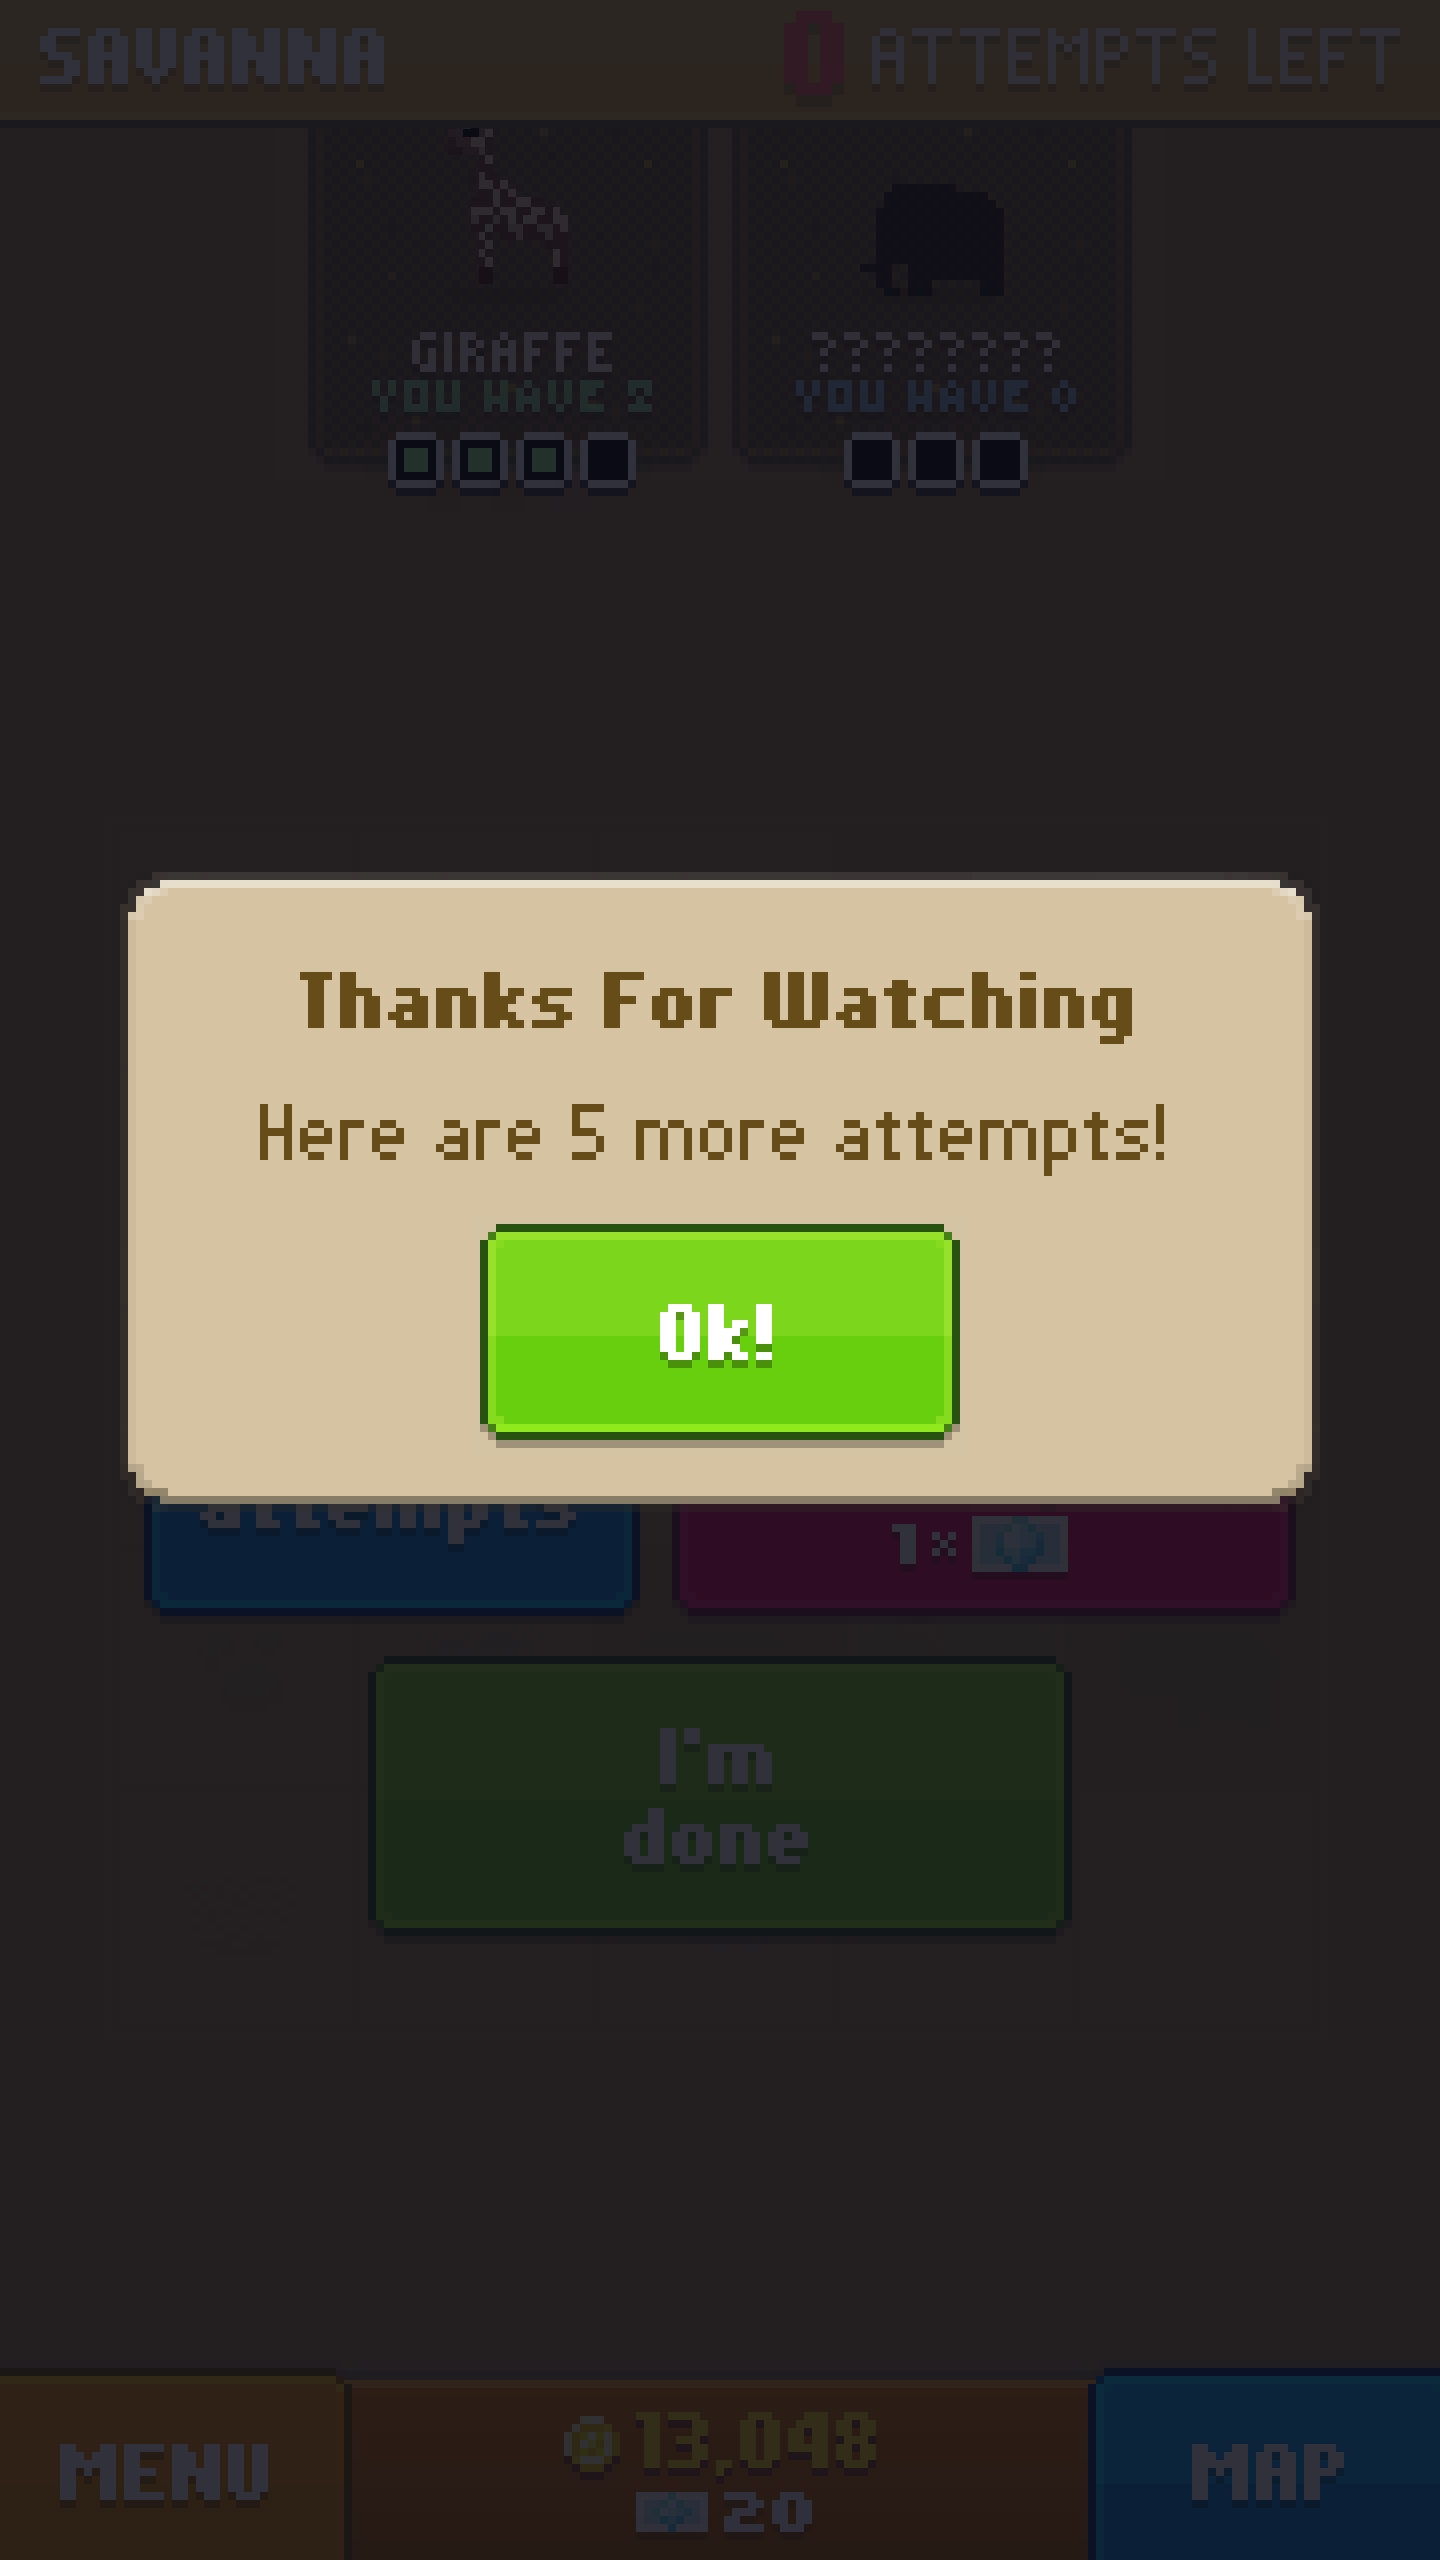 SAVANNA
0 ATTEMPTS LEFT
GIRAFFE
????????
YOU HAVE 2
YOU HAVE 0
Thanks For Watching
Here are 5 more attempts!
Ok!
attempts
1×
I'm
done
MENU
13,048
20
MAP